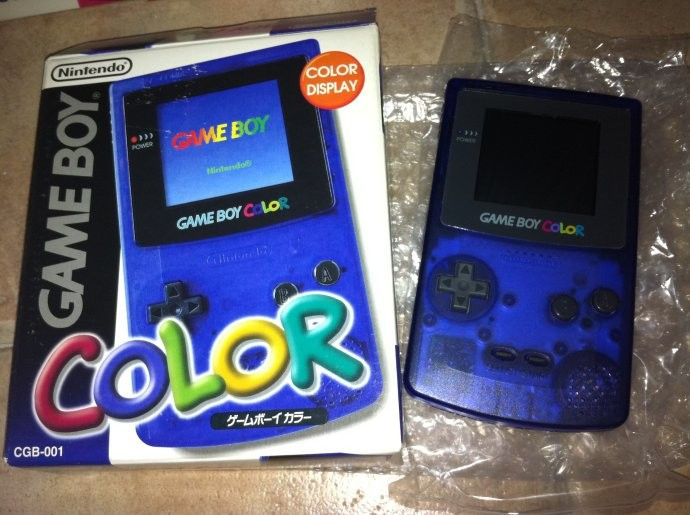 Nintendo
GAME BOY
COLOR
DISPLAY
POWER
GAME BOY
Nintendo®
GAME BOY COLOR
Nintendo
A
B
COLOR
ゲームボーイ カラー
CGB-001
POWER
GAME BOY COLOR